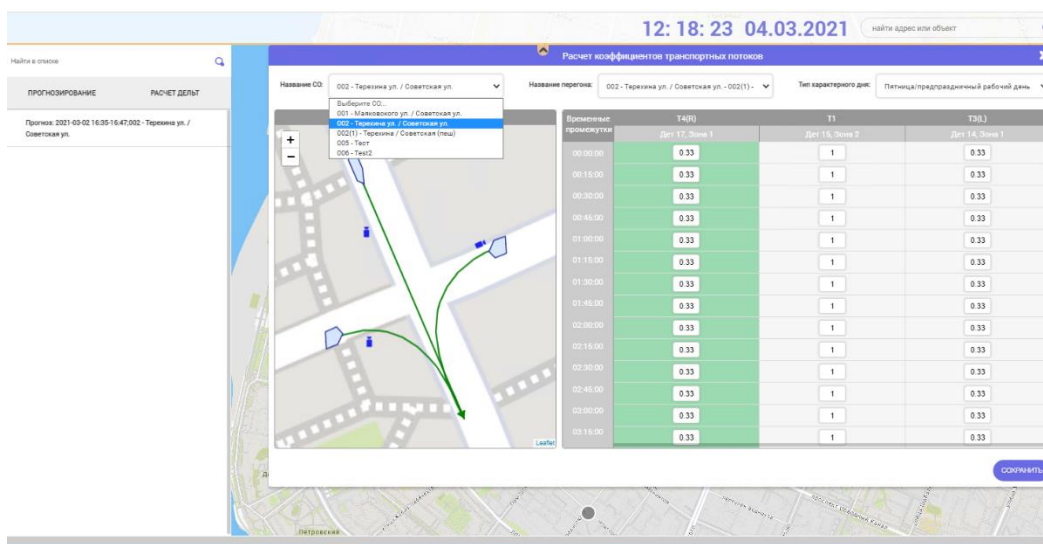 12: 18: 23 04.03.2021
найти адрес или объект
Найти в списке
Расчет коэффициентов транспортных потоков
ПРОГНОЗИРОВАНИЕ
РАСЧЕТ ДЕЛЬТ
Прогноз: 2021-03-02 16:35-16:47;002 - Терехина ул. /
Советская ул.
Название СО:
002 - Терехина ул. / Советская ул.
Название перегона:
002 - Терехина ул. / Советская ул. - 002(1) -
Тип характерного дня:
Пятница/предпраздничный рабочий день
Выберите СО...
001 - Маяковского ул. / Советская ул.
002 - Терехина ул. / Советская ул.
002(1) - Терехина / Советская (пеш)
005 - Тест
006 - Test2
+
−
Leaflet
Временные промежутки
T4(R)
T1
T3(L)
Дет 17, Зона 1
Дет 15, Зона 2
Дет 14, Зона 1
00:00:00 0.33 1 0.33
00:15:00 0.33 1 0.33
00:30:00 0.33 1 0.33
00:45:00 0.33 1 0.33
01:00:00 0.33 1 0.33
01:15:00 0.33 1 0.33
01:30:00 0.33 1 0.33
01:45:00 0.33 1 0.33
02:00:00 0.33 1 0.33
02:15:00 0.33 1 0.33
02:30:00 0.33 1 0.33
02:45:00 0.33 1 0.33
03:00:00 0.33 1 0.33
03:15:00 0.33 1 0.33
СОХРАНИТЬ
Петровский